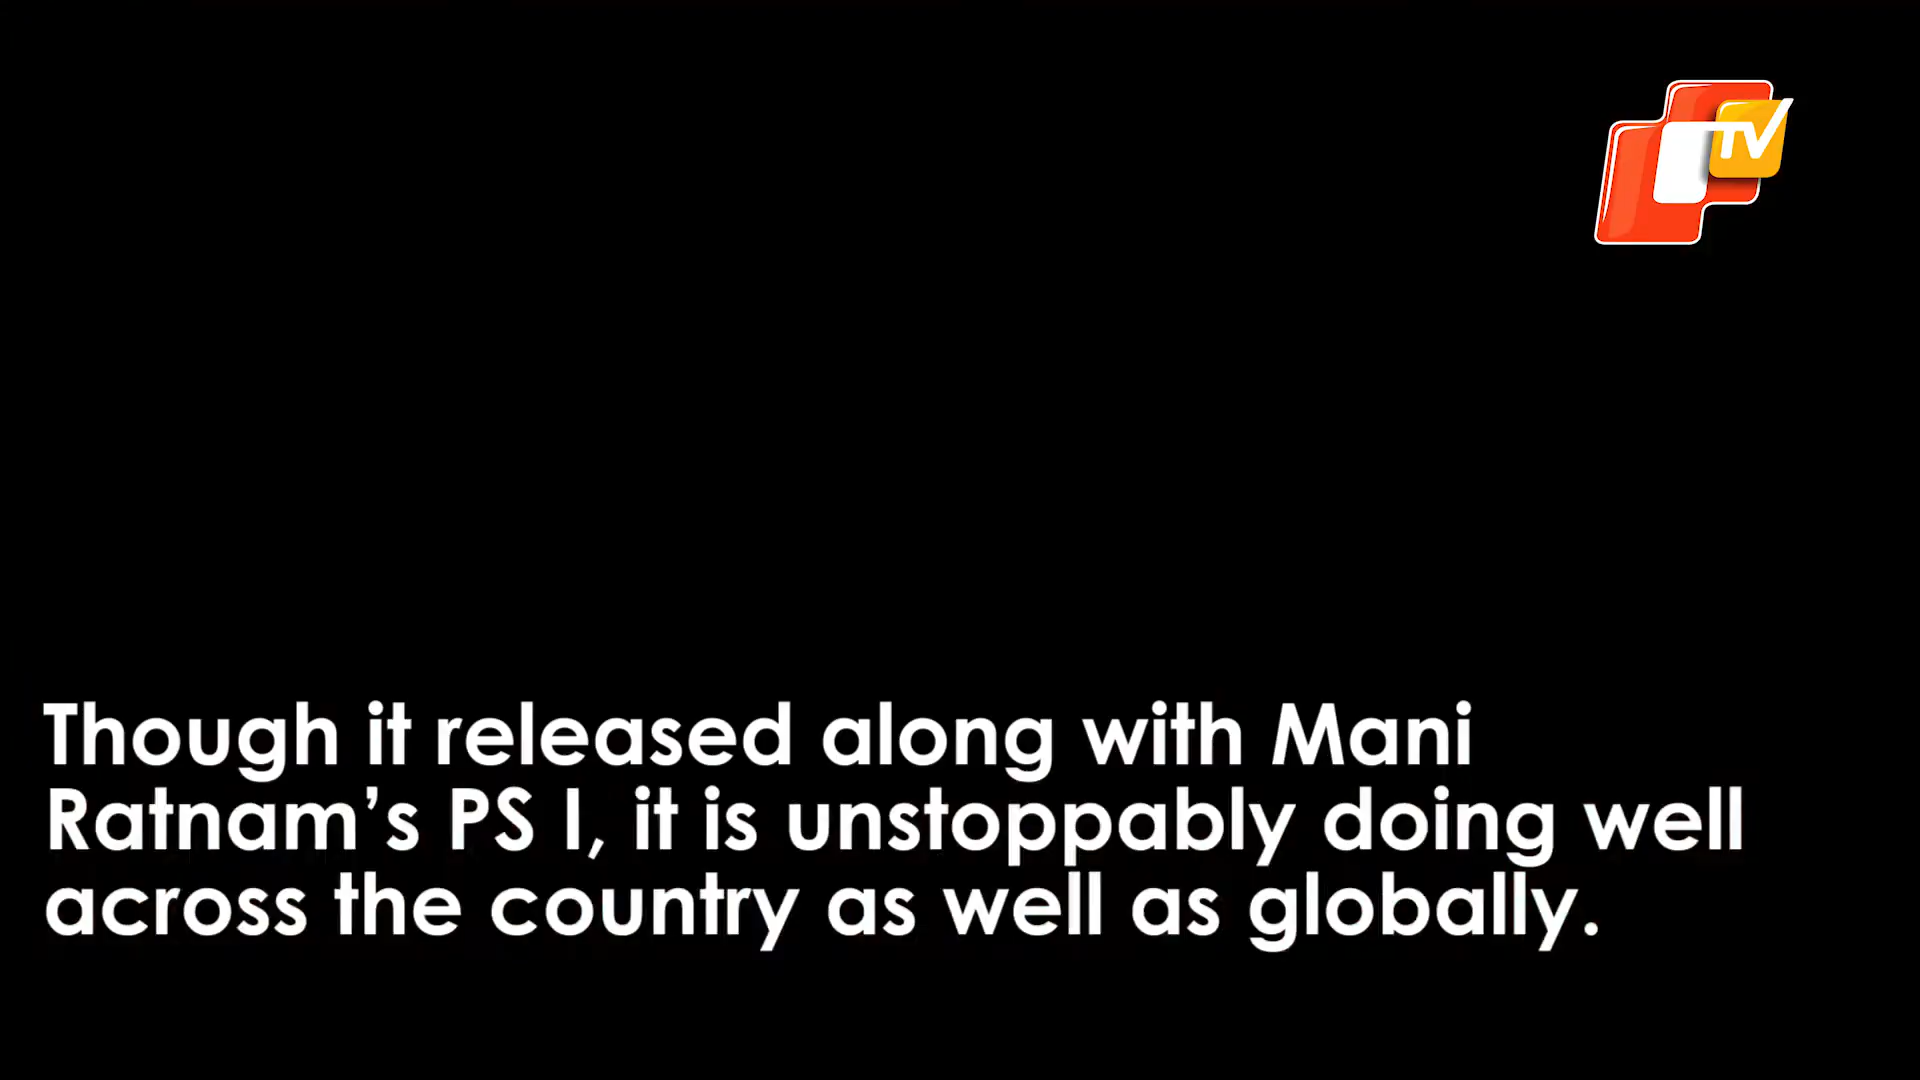 TV
Though it released along with Mani
Ratnam’s PS I, it is unstoppably doing well
across the country as well as globally.